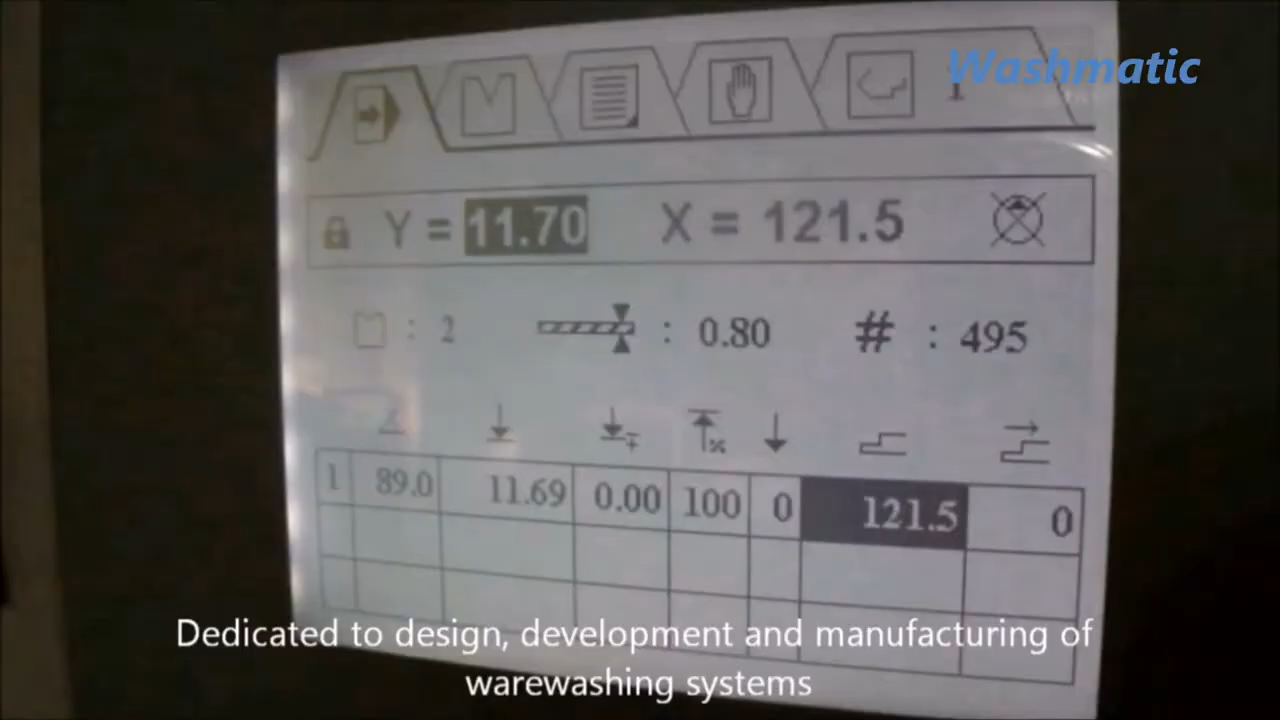 Washmatic
1
Y = 11.70 X = 121.5
: 2 : 0.80 # : 495
1 89.0 11.69 0.00 100 0 121.5 0
Dedicated to design, development and manufacturing of
warewashing systems